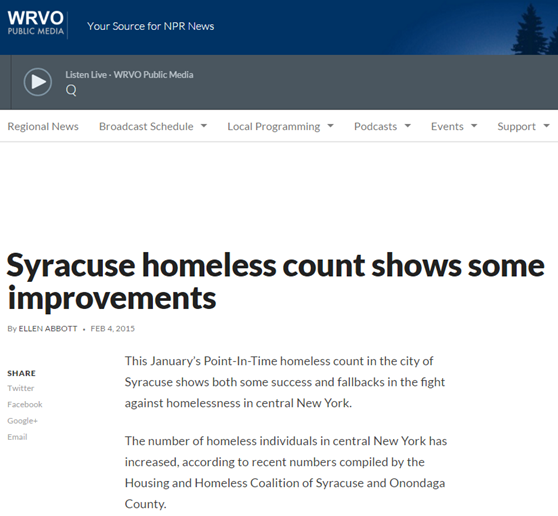 WRVO
PUBLIC MEDIA
Your Source for NPR News
Listen Live · WRVO Public Media
Q
Regional News Broadcast Schedule Local Programming Podcasts Events Support
Syracuse homeless count shows some
improvements
By ELLEN ABBOTT • FEB 4, 2015
SHARE
Twitter
Facebook
Google+
Email
This January's Point-In-Time homeless count in the city of
Syracuse shows both some success and fallbacks in the fight
against homelessness in central New York.
The number of homeless individuals in central New York has
increased, according to recent numbers compiled by the
Housing and Homeless Coalition of Syracuse and Onondaga
County.